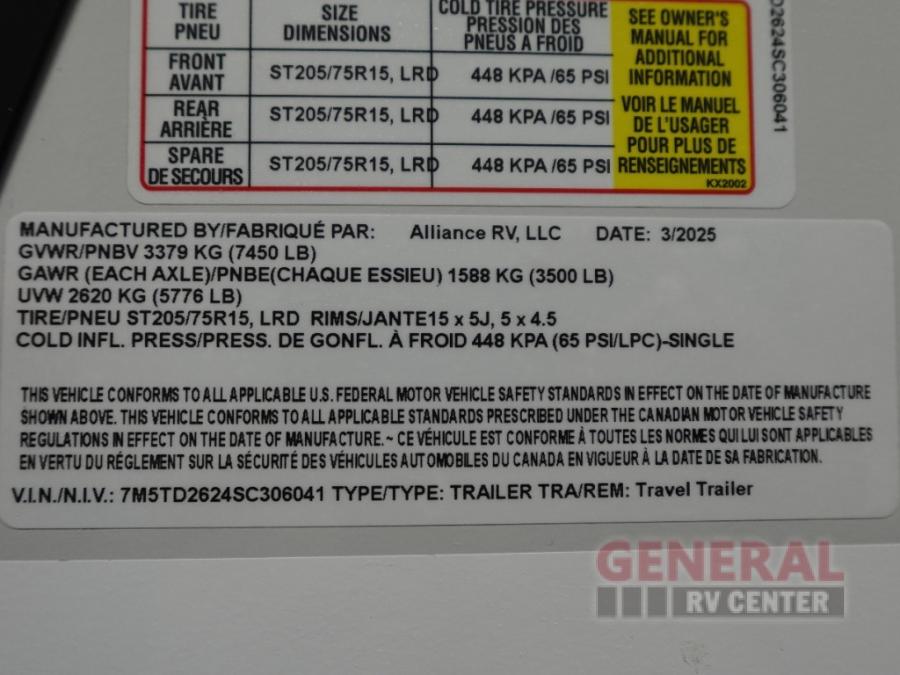 TIRE SIZE COLD TIRE PRESSURE
PNEU DIMENSIONS PRESSION DES
PNEUS A FROID
FRONT
AVANT ST205/75R15, LRD 448 KPA /65 PSI
REAR
ARRIÈRE ST205/75R15, LRD 448 KPA /65 PSI
SPARE
DE SECOURS ST205/75R15, LRD 448 KPA /65 PSI
SEE OWNER'S
MANUAL FOR
ADDITIONAL
INFORMATION
VOIR LE MANUEL
DE L'USAGER
POUR PLUS DE
RENSEIGNEMENTS
KX2002
D2624SC306041
MANUFACTURED BY/FABRIQUÉ PAR: Alliance RV, LLC DATE: 3/2025
GVWR/PNBV 3379 KG (7450 LB)
GAWR (EACH AXLE)/PNBE(CHAQUE ESSIEU) 1588 KG (3500 LB)
UVW 2620 KG (5776 LB)
TIRE/PNEU ST205/75R15, LRD RIMS/JANTE15 x 5J, 5 x 4.5
COLD INFL. PRESS/PRESS. DE GONFL. À FROID 448 KPA (65 PSI/LPC)-SINGLE
THIS VEHICLE CONFORMS TO ALL APPLICABLE U.S. FEDERAL MOTOR VEHICLE SAFETY STANDARDS IN EFFECT ON THE DATE OF MANUFACTURE
SHOWN ABOVE. THIS VEHICLE CONFORMS TO ALL APPLICABLE STANDARDS PRESCRIBED UNDER THE CANADIAN MOTOR VEHICLE SAFETY
REGULATIONS IN EFFECT ON THE DATE OF MANUFACTURE. ~ CE VÉHICULE EST CONFORME À TOUTES LES NORMES QUI LUI SONT APPLICABLES
EN VERTU DU RÉGLEMENT SUR LA SÉCURITÉ DES VÉHICULES AUTOMOBILES DU CANADA EN VIGUEUR À LA DATE DE SA FABRICATION.
V.I.N./N.I.V.: 7M5TD2624SC306041 TYPE/TYPE: TRAILER TRA/REM: Travel Trailer
GENERAL
RV CENTER